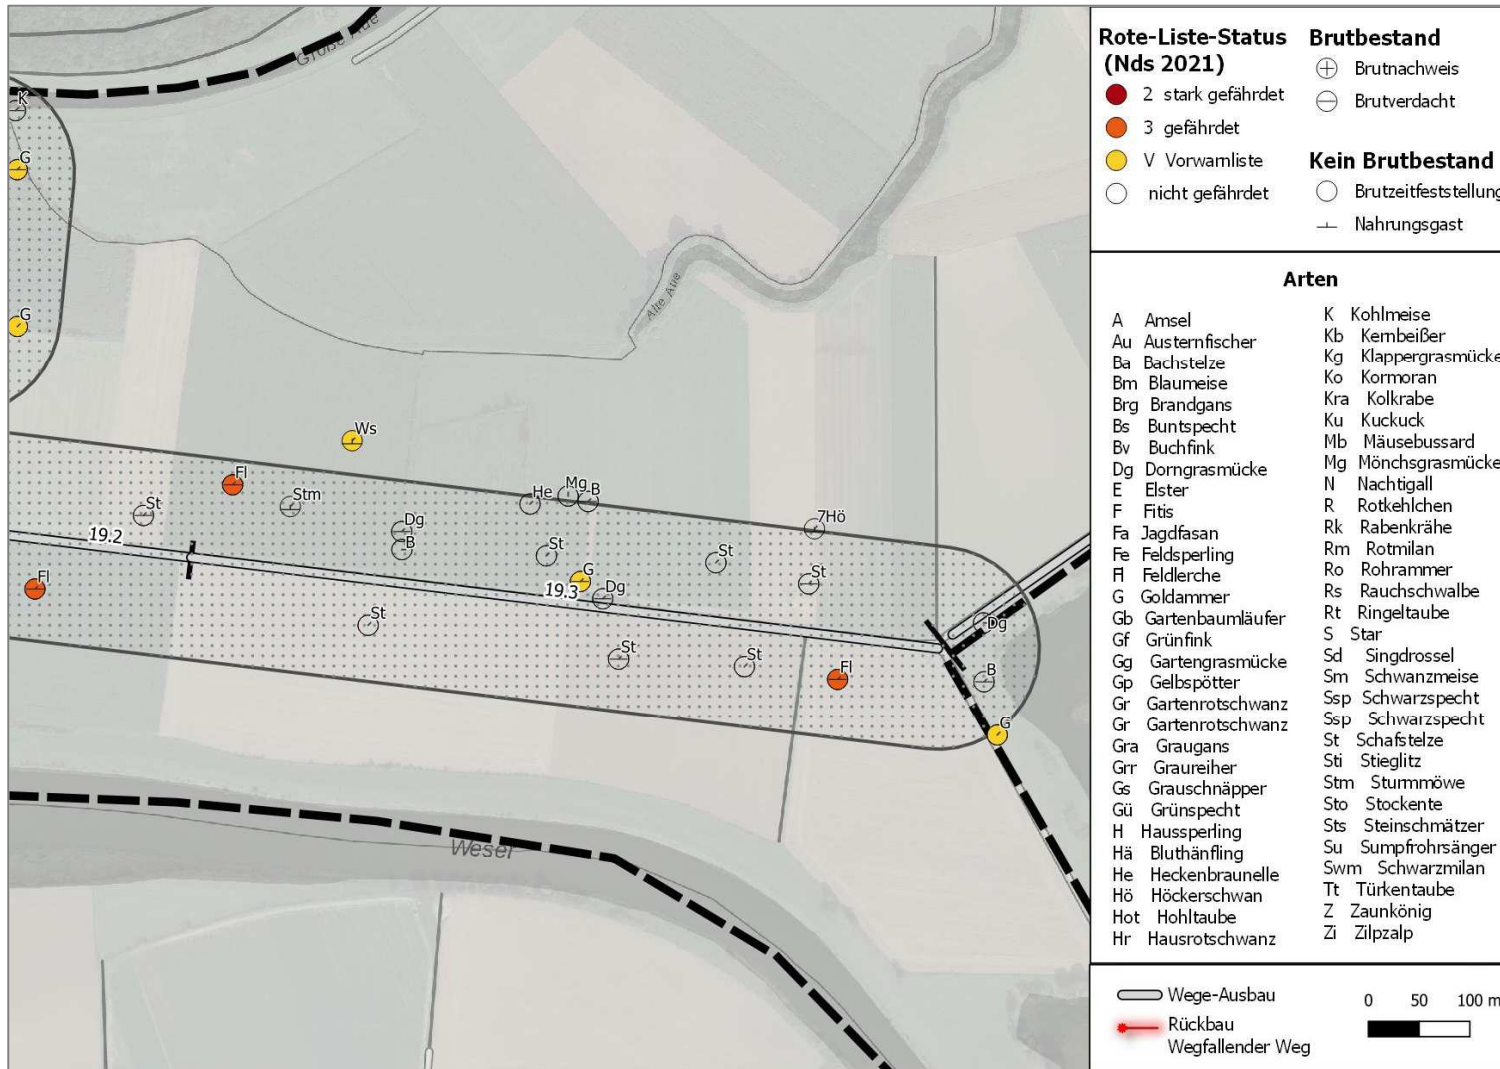 Große Aue
K
G
G
Alte Aue
Ws
Fl
St
Stm
He
Mg
B
Dg
B
7Hö
19.2
St
St
G
Fl
19.3
Dg
St
St
Dg
St
St
Fl
B
G
Weser
Rote-Liste-Status
(Nds 2021)
2 stark gefährdet
3 gefährdet
V Vorwarnliste
nicht gefährdet
Brutbestand
Brutnachweis
Brutverdacht
Kein Brutbestand
Brutzeitfeststellung
Nahrungsgast
Arten
A Amsel
Au Austernfischer
Ba Bachstelze
Bm Blaumeise
Brg Brandgans
Bs Buntspecht
Bv Buchfink
Dg Dorngrasmücke
E Elster
F Fitis
Fa Jagdfasan
Fe Feldsperling
Fl Feldlerche
G Goldammer
Gb Gartenbaumläufer
Gf Grünfink
Gg Gartengrasmücke
Gp Gelbspötter
Gr Gartenrotschwanz
Gr Gartenrotschwanz
Gra Graugans
Grr Graureiher
Gs Grauschnäpper
Gü Grünspecht
H Haussperling
Hä Bluthänfling
He Heckenbraunelle
Hö Höckerschwan
Hot Hohltaube
Hr Hausrotschwanz
K Kohlmeise
Kb Kernbeißer
Kg Klappergrasmücke
Ko Kormoran
Kra Kolkrabe
Ku Kuckuck
Mb Mäusebussard
Mg Mönchsgrasmücke
N Nachtigall
R Rotkehlchen
Rk Rabenkrähe
Rm Rotmilan
Ro Rohrammer
Rs Rauchschwalbe
Rt Ringeltaube
S Star
Sd Singdrossel
Sm Schwanzmeise
Ssp Schwarzspecht
Ssp Schwarzspecht
St Schafstelze
Sti Stieglitz
Stm Sturmmöwe
Sto Stockente
Sts Steinschmätzer
Su Sumpfrohrsänger
Swm Schwarzmilan
Tt Türkentaube
Z Zaunkönig
Zi Zilpzalp
Wege-Ausbau
Rückbau
Wegfallender Weg
0 50 100 m